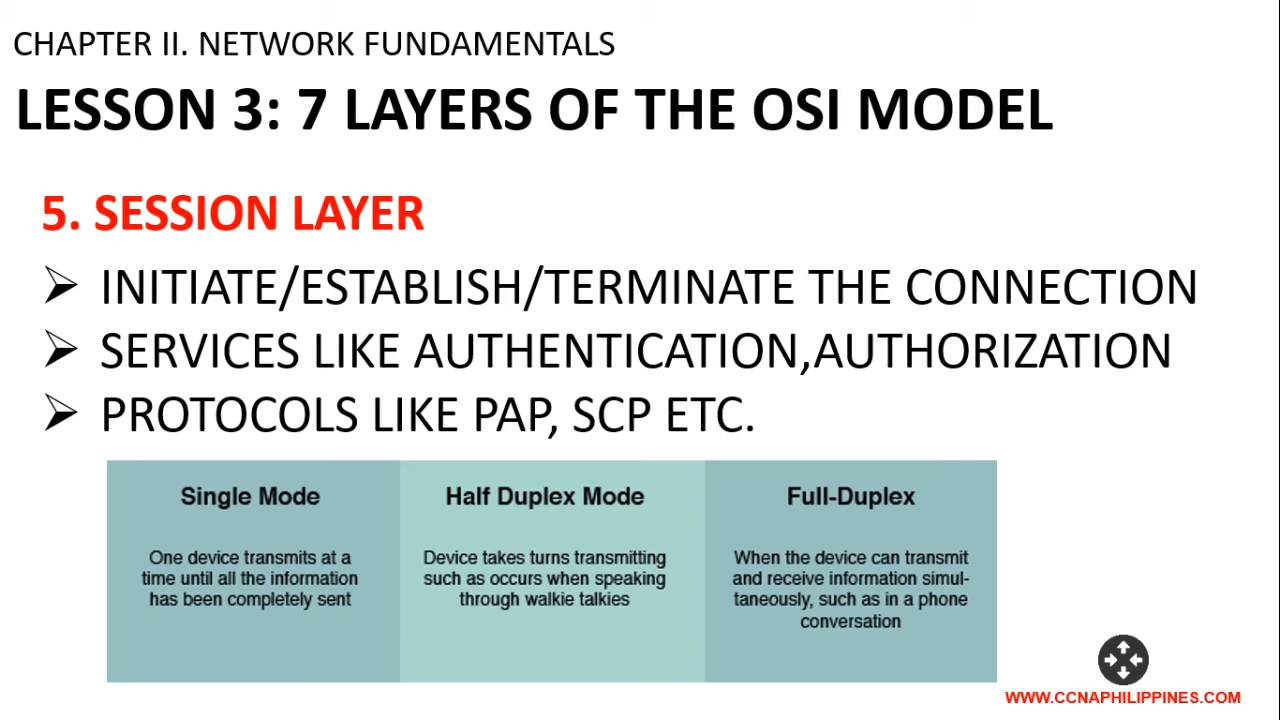 CHAPTER II. NETWORK FUNDAMENTALS
LESSON 3: 7 LAYERS OF THE OSI MODEL
5. SESSION LAYER
➢ INITIATE/ESTABLISH/TERMINATE THE CONNECTION
➢ SERVICES LIKE AUTHENTICATION,AUTHORIZATION
➢ PROTOCOLS LIKE PAP, SCP ETC.
Single Mode
One device transmits at a
time until all the information
has been completely sent
Half Duplex Mode
Device takes turns transmitting
such as occurs when speaking
through walkie talkies
Full-Duplex
When the device can transmit
and receive information simul-
taneously, such as in a phone
conversation
WWW.CCNAPHILIPPINES.COM